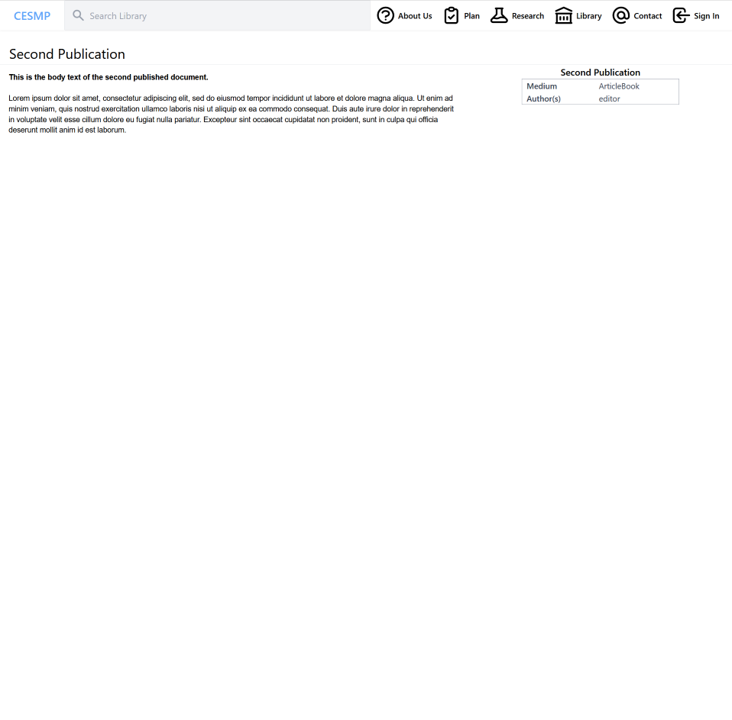 CESMP
Search Library
About Us
Plan
Research
Library
Contact
Sign In
Second Publication
This is the body text of the second published document.
Lorem ipsum dolor sit amet, consectetur adipiscing elit, sed do eiusmod tempor incididunt ut labore et dolore magna aliqua. Ut enim ad
minim veniam, quis nostrud exercitation ullamco laboris nisi ut aliquip ex ea commodo consequat. Duis aute irure dolor in reprehenderit
in voluptate velit esse cillum dolore eu fugiat nulla pariatur. Excepteur sint occaecat cupidatat non proident, sunt in culpa qui officia
deserunt mollit anim id est laborum.
Second Publication
Medium ArticleBook
Author(s) editor